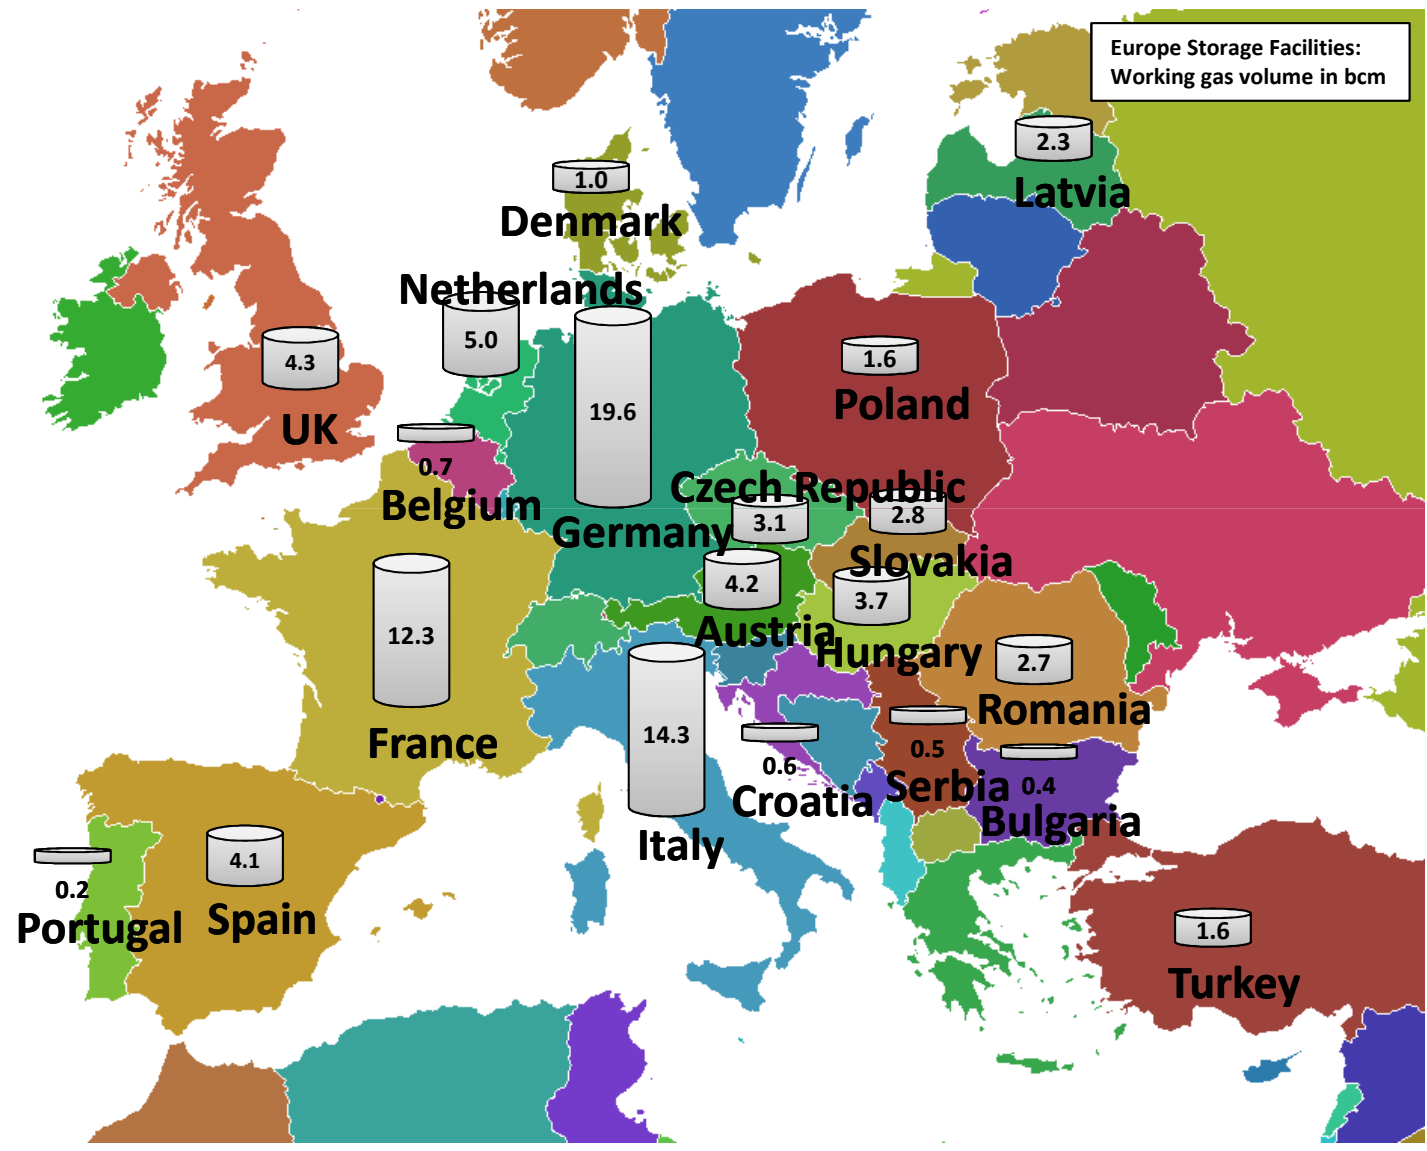 Europe Storage Facilities:
Working gas volume in bcm
2.3
Latvia
1.0
Denmark
Netherlands
5.0
4.3
UK
19.6
Germany
1.6
Poland
0.7
Belgium
Czech Republic
3.1
2.8
Slovakia
4.2
Austria
3.7
Hungary
12.3
France
2.7
Romania
14.3
Italy
0.6
Croatia
0.5
Serbia
0.4
Bulgaria
0.2
Portugal
4.1
Spain
1.6
Turkey